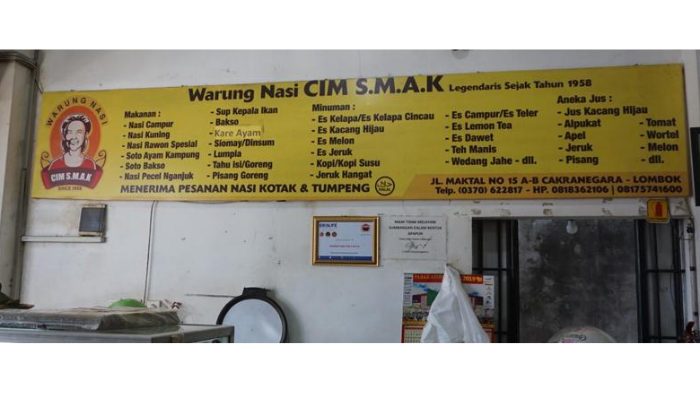 WARUNG NASI
CIM S.M.A.K
SINCE 1958
Warung Nasi CIM S.M.A.K Legendaris Sejak Tahun 1958
Makanan :
- Nasi Campur
- Nasi Kuning
- Nasi Rawon Spesial
- Soto Ayam Kampung
- Soto Bakso
- Nasi Pecel Nganjuk
- Sup Kepala Ikan
- Bakso
- Kare Ayam
- Siomay/Dimsum
- Lumpia
- Tahu isi/Goreng
- Pisang Goreng
MENERIMA PESANAN NASI KOTAK & TUMPENG
Minuman :
- Es Kelapa/Es Kelapa Cincau
- Es Kacang Hijau
- Es Melon
- Es Jeruk
- Kopi/Kopi Susu
- Jeruk Hangat
- Es Campur/Es Teler
- Es Lemon Tea
- Es Dawet
- Teh Manis
- Wedang Jahe - dll.
Aneka Jus :
- Jus Kacang Hijau
- Alpukat
- Apel
- Jeruk
- Pisang
- Tomat
- Wortel
- Melon
- dll.
JL. MAKTAL NO 15 A-B CAKRANEGARA - LOMBOK
Telp. (0370) 622817 - HP. 0818362106 | 08175741600